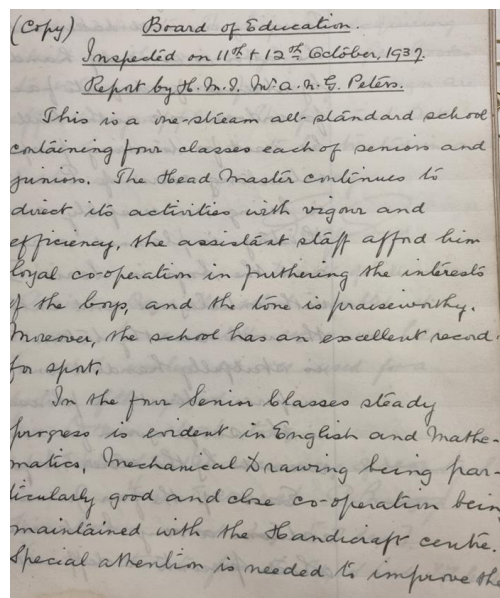 (Copy) Board of Education.
Inspected on 11th & 12th October, 1937.
Report by H.M.I. Mr. A. N. G. Peters.
This is a one-stream all-standard school
containing four classes each of seniors and
juniors. The Head Master continues to
direct its activities with vigour and
efficiency, the assistant staff afford him
loyal co-operation in furthering the interests
of the boys, and the tone is praiseworthy.
Moreover, the school has an excellent record
for sport.
In the four Senior Classes steady
progress is evident in English and Mathe-
matics, Mechanical Drawing being par-
ticularly good and close co-operation bein
maintained with the Handicraft centre.
Special attention is needed to improve the